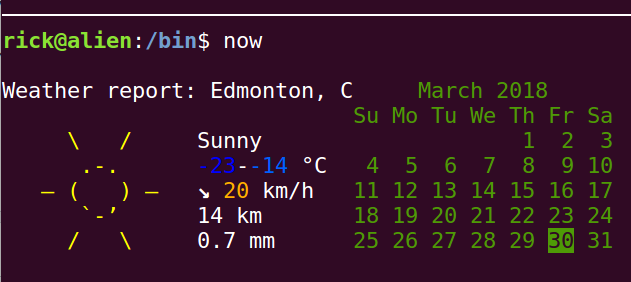 rick@alien:/bin$ now
Weather report: Edmonton, C     March 2018
                           Su Mo Tu We Th Fr Sa
     \   /     Sunny                    1  2  3
      .-.      -23--14 °C   4  5  6  7  8  9 10
   ― (   ) ―   ↘ 20 km/h   11 12 13 14 15 16 17
      `-’      14 km       18 19 20 21 22 23 24
     /   \     0.7 mm      25 26 27 28 29 30 31